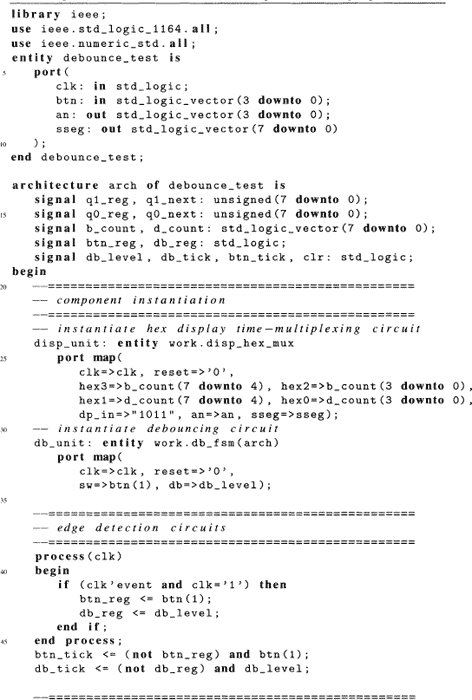 library ieee;
use ieee.std_logic_1164.all;
use ieee.numeric_std.all;
entity debounce_test is
5 port(
clk: in std_logic;
btn: in std_logic_vector(3 downto 0);
an: out std_logic_vector(3 downto 0);
sseg: out std_logic_vector(7 downto 0)
10 );
end debounce_test;
architecture arch of debounce_test is
signal q1_reg, q1_next: unsigned(7 downto 0);
15 signal q0_reg, q0_next: unsigned(7 downto 0);
signal b_count, d_count: std_logic_vector(7 downto 0);
signal btn_reg, db_reg: std_logic;
signal db_level, db_tick, btn_tick, clr: std_logic;
begin
20 --===========================================
-- component instantiation
--===========================================
-- instantiate hex display time-multiplexing circuit
disp_unit: entity work.disp_hex_mux
25 port map(
clk=>clk, reset=>'0',
hex3=>b_count(7 downto 4), hex2=>b_count(3 downto 0),
hex1=>d_count(7 downto 4), hex0=>d_count(3 downto 0),
dp_in=>"1011", an=>an, sseg=>sseg);
30 -- instantiate debouncing circuit
db_unit: entity work.db_fsm(arch)
port map(
clk=>clk, reset=>'0',
sw=>btn(1), db=>db_level);
35
--===========================================
-- edge detection circuits
--===========================================
process(clk)
40 begin
if (clk'event and clk='1') then
btn_reg <= btn(1);
db_reg <= db_level;
end if;
45 end process;
btn_tick <= (not btn_reg) and btn(1);
db_tick <= (not db_reg) and db_level;
--===========================================